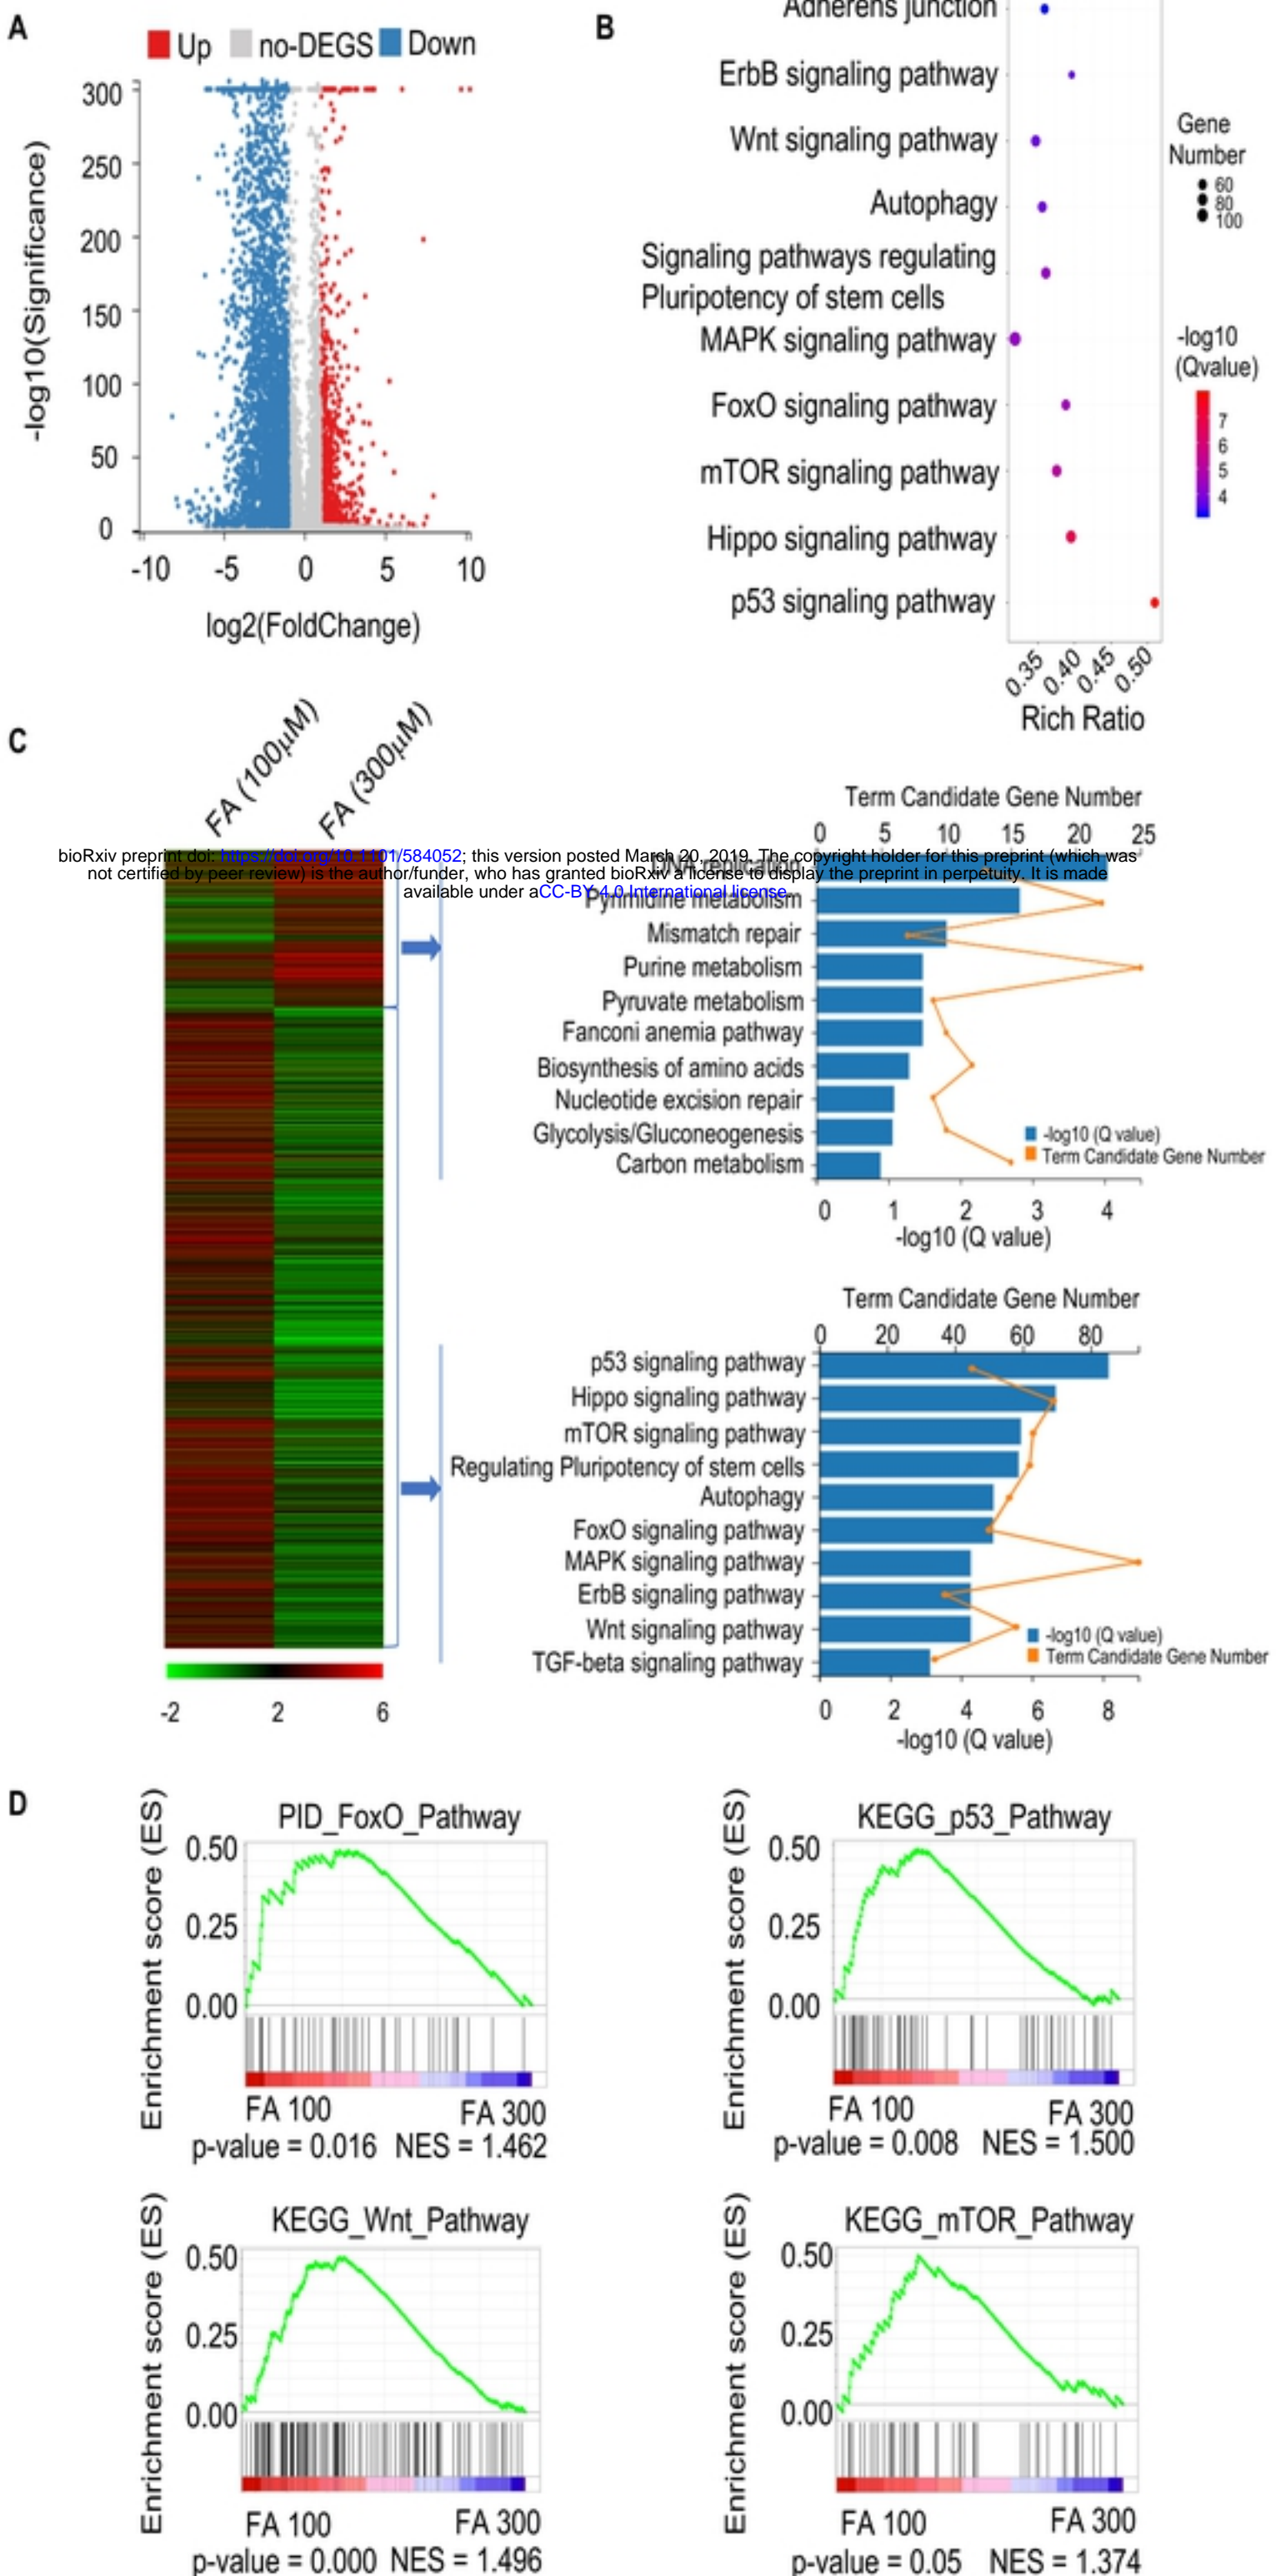 A
B
Up no-DEGS Down
-log10(Significance)
300
250
200
150
100
50
0
-10 -5 0 5 10
log2(FoldChange)
Adherens junction
ErbB signaling pathway
Wnt signaling pathway
Autophagy
Signaling pathways regulating
Pluripotency of stem cells
MAPK signaling pathway
FoxO signaling pathway
mTOR signaling pathway
Hippo signaling pathway
p53 signaling pathway
0.35 0.40 0.45 0.50
Rich Ratio
Gene
Number
60
80
100
-log10
(Qvalue)
7
6
5
4
C
FA (100μM)
FA (300μM)
bioRxiv preprint doi: https://doi.org/10.1101/584052; this version posted March 20, 2019. The copyright holder for this preprint (which was
not certified by peer review) is the author/funder, who has granted bioRxiv a license to display the preprint in perpetuity. It is made
available under aCC-BY 4.0 International license.
-2 2 6
Term Candidate Gene Number
0 5 10 15 20 25
DNA replication
Pyrimidine metabolism
Mismatch repair
Purine metabolism
Pyruvate metabolism
Fanconi anemia pathway
Biosynthesis of amino acids
Nucleotide excision repair
Glycolysis/Gluconeogenesis
Carbon metabolism
-log10 (Q value)
Term Candidate Gene Number
0 1 2 3 4
-log10 (Q value)
Term Candidate Gene Number
0 20 40 60 80
p53 signaling pathway
Hippo signaling pathway
mTOR signaling pathway
Regulating Pluripotency of stem cells
Autophagy
FoxO signaling pathway
MAPK signaling pathway
ErbB signaling pathway
Wnt signaling pathway
TGF-beta signaling pathway
-log10 (Q value)
Term Candidate Gene Number
0 2 4 6 8
-log10 (Q value)
D
PID_FoxO_Pathway
Enrichment score (ES)
0.50
0.25
0.00
FA 100 FA 300
p-value = 0.016 NES = 1.462
KEGG_p53_Pathway
Enrichment score (ES)
0.50
0.25
0.00
FA 100 FA 300
p-value = 0.008 NES = 1.500
KEGG_Wnt_Pathway
Enrichment score (ES)
0.50
0.25
0.00
FA 100 FA 300
p-value = 0.000 NES = 1.496
KEGG_mTOR_Pathway
Enrichment score (ES)
0.50
0.25
0.00
FA 100 FA 300
p-value = 0.05 NES = 1.374